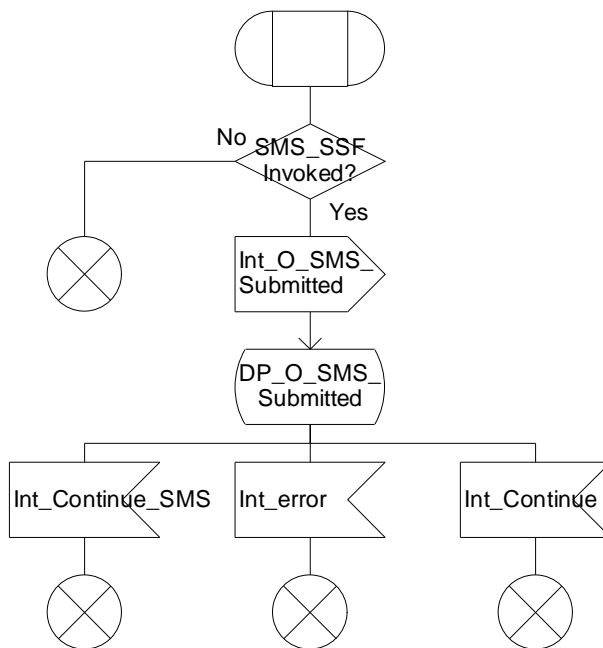 No
SMS_SSF
Invoked?
Yes
Int_O_SMS_
Submitted
DP_O_SMS_
Submitted
Int_Continue_SMS
Int_error
Int_Continue